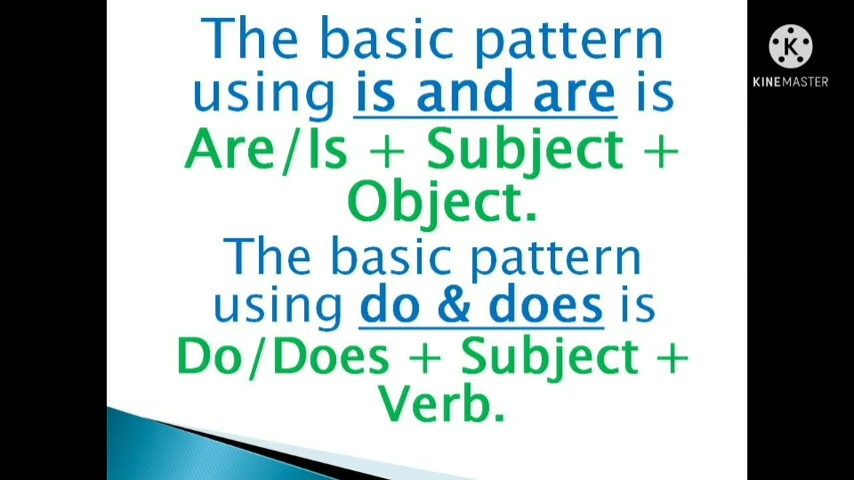 The basic pattern
using is and are is
Are/Is + Subject +
Object.
The basic pattern
using do & does is
Do/Does + Subject +
Verb.
K
KINEMASTER